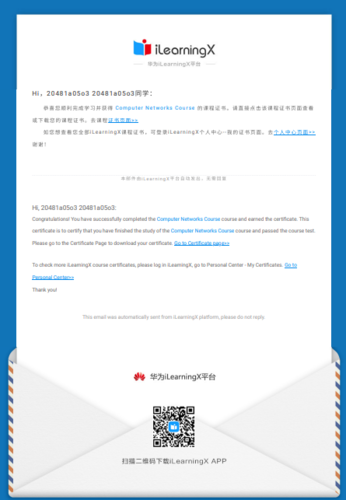 iLearningX
华为iLearningX平台
Hi，20481a05o3 20481a05o3同学：
恭喜您顺利完成学习并获得 Computer Networks Course 的课程证书，请直接点击该课程证书页面查看
或下载您的课程证书，去课程证书页面>>
如您想查看您全部iLearningX课程证书，可登录iLearningX个人中心-我的证书页面，去个人中心页面>>
谢谢！
本邮件由iLearningX平台自动发出，无需回复
Hi, 20481a05o3 20481a05o3:
Congratulations! You have successfully completed the Computer Networks Course course and earned the certificate. This
certificate is to certify that you have finished the study of the Computer Networks Course course and passed the course test.
Please go to the Certificate Page to download your certificate. Go to Certificate page>>
To check more iLearningX course certificates, please log in iLearningX, go to Personal Center - My Certificates. Go to
Personal Center>>
Thank you!
This email was automatically sent from iLearningX platform, please do not reply.
华为iLearningX平台
扫描二维码下载iLearningX APP